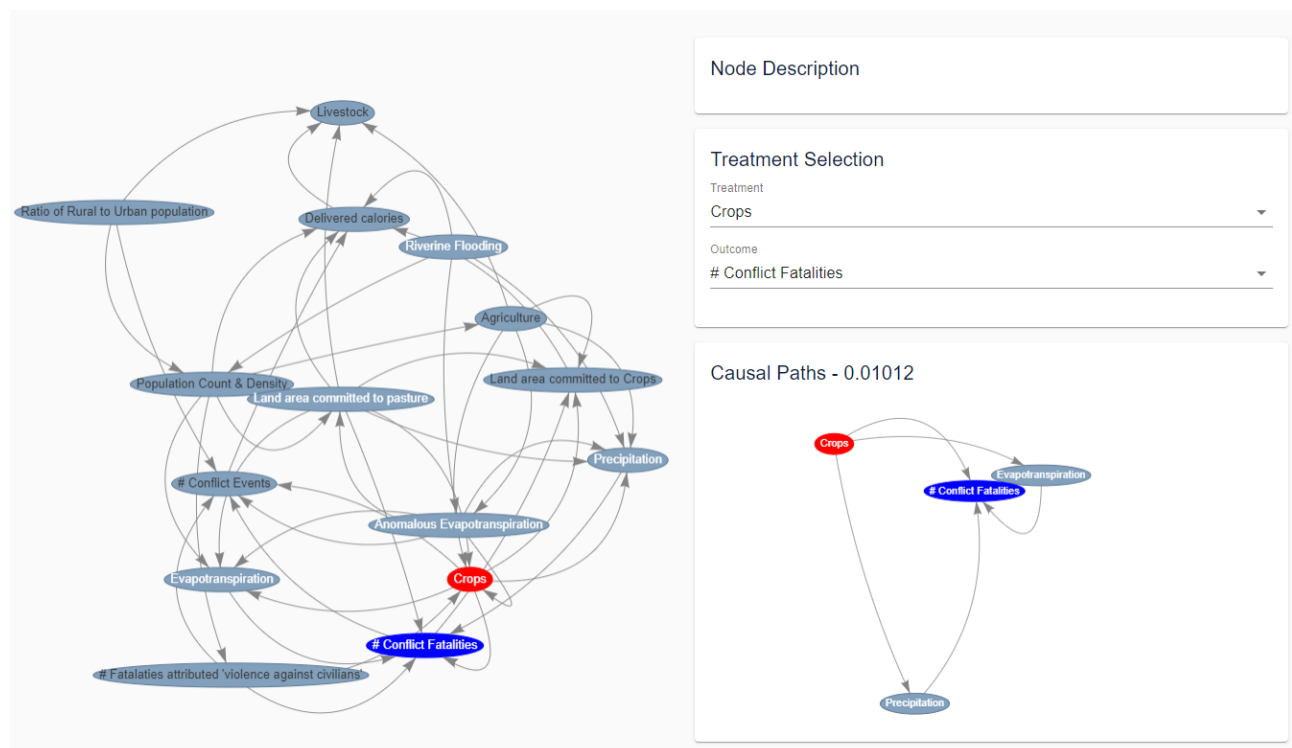 Livestock
Ratio of Rural to Urban population
Delivered calories
Riverine Flooding
Agriculture
Population Count & Density
Land area committed to pasture
Land area committed to Crops
Precipitation
# Conflict Events
Anomalous Evapotranspiration
Evapotranspiration
Crops
# Conflict Fatalities
# Fatalaties attributed 'violence against civilians'
Node Description
Treatment Selection
Treatment
Crops
Outcome
# Conflict Fatalities
Causal Paths - 0.01012
Crops
Evapotranspiration
# Conflict Fatalities
Precipitation